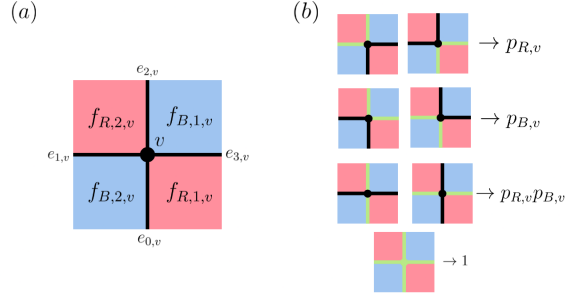 (a)
e_{2,v}
f_{R,2,v} f_{B,1,v}
v
e_{1,v} e_{3,v}
f_{B,2,v} f_{R,1,v}
e_{0,v}
(b)
→ p_{R,v}
→ p_{B,v}
→ p_{R,v}p_{B,v}
→ 1